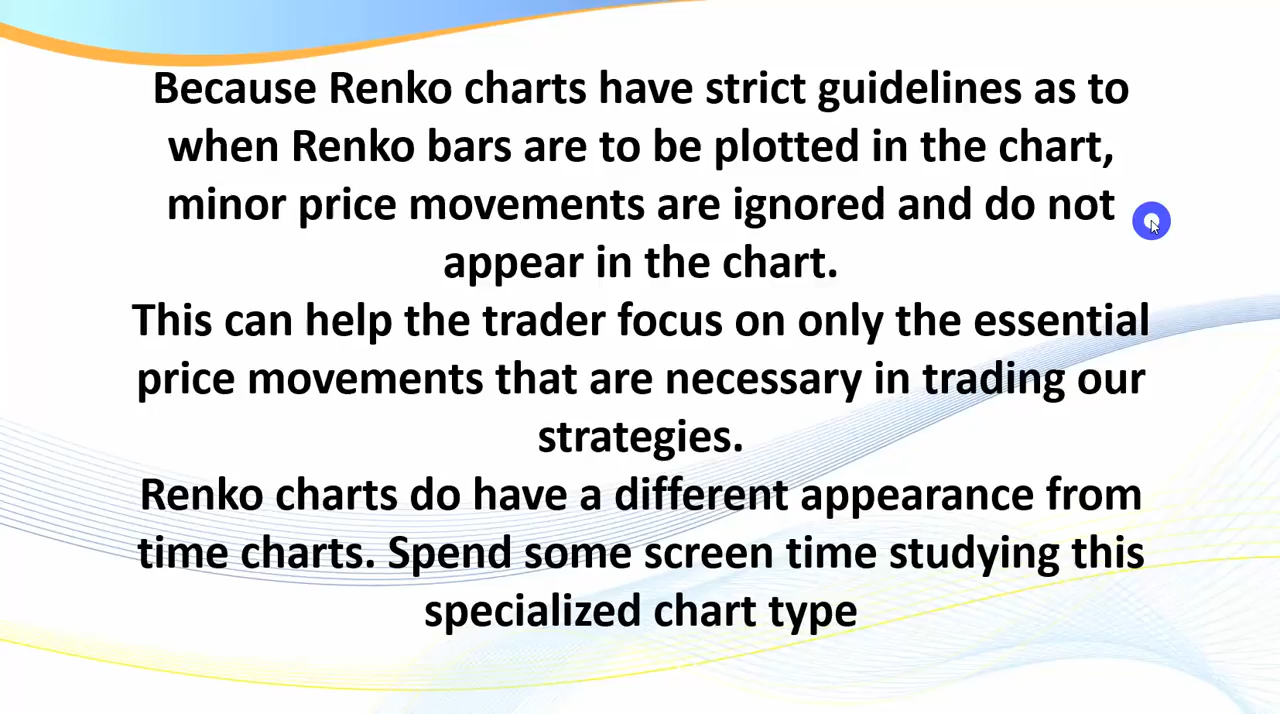 Because Renko charts have strict guidelines as to
when Renko bars are to be plotted in the chart,
minor price movements are ignored and do not
appear in the chart.
This can help the trader focus on only the essential
price movements that are necessary in trading our
strategies.
Renko charts do have a different appearance from
time charts. Spend some screen time studying this
specialized chart type